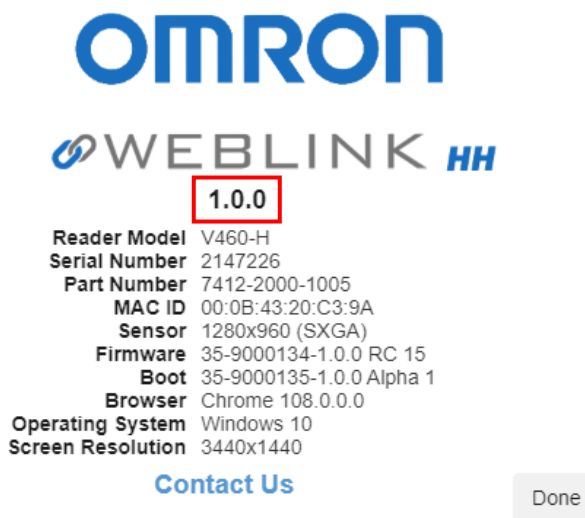 OMRON
WEBLINK HH
1.0.0
Reader Model V460-H
Serial Number 2147226
Part Number 7412-2000-1005
MAC ID 00:0B:43:20:C3:9A
Sensor 1280x960 (SXGA)
Firmware 35-9000134-1.0.0 RC 15
Boot 35-9000135-1.0.0 Alpha 1
Browser Chrome 108.0.0.0
Operating System Windows 10
Screen Resolution 3440x1440
Contact Us
Done